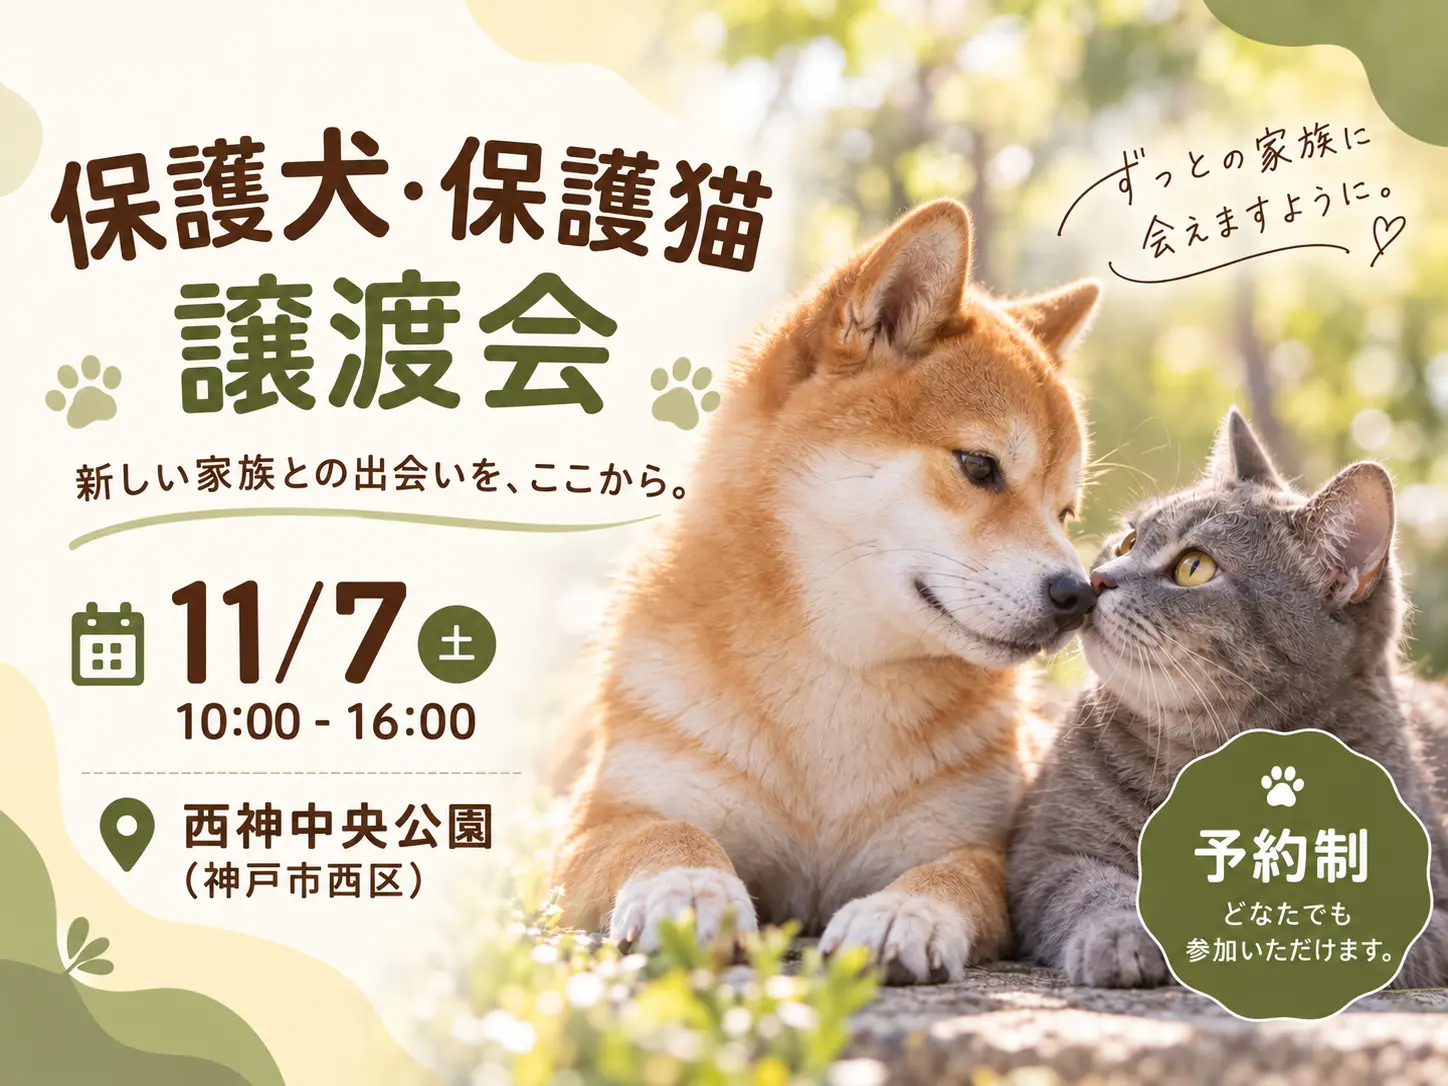 保護犬・保護猫
譲渡会
新しい家族との出会いを、ここから。
11/7 土
10:00 - 16:00
西神中央公園
（神戸市西区）
ずっとの家族に
会えますように。
予約制
どなたでも
参加いただけます。